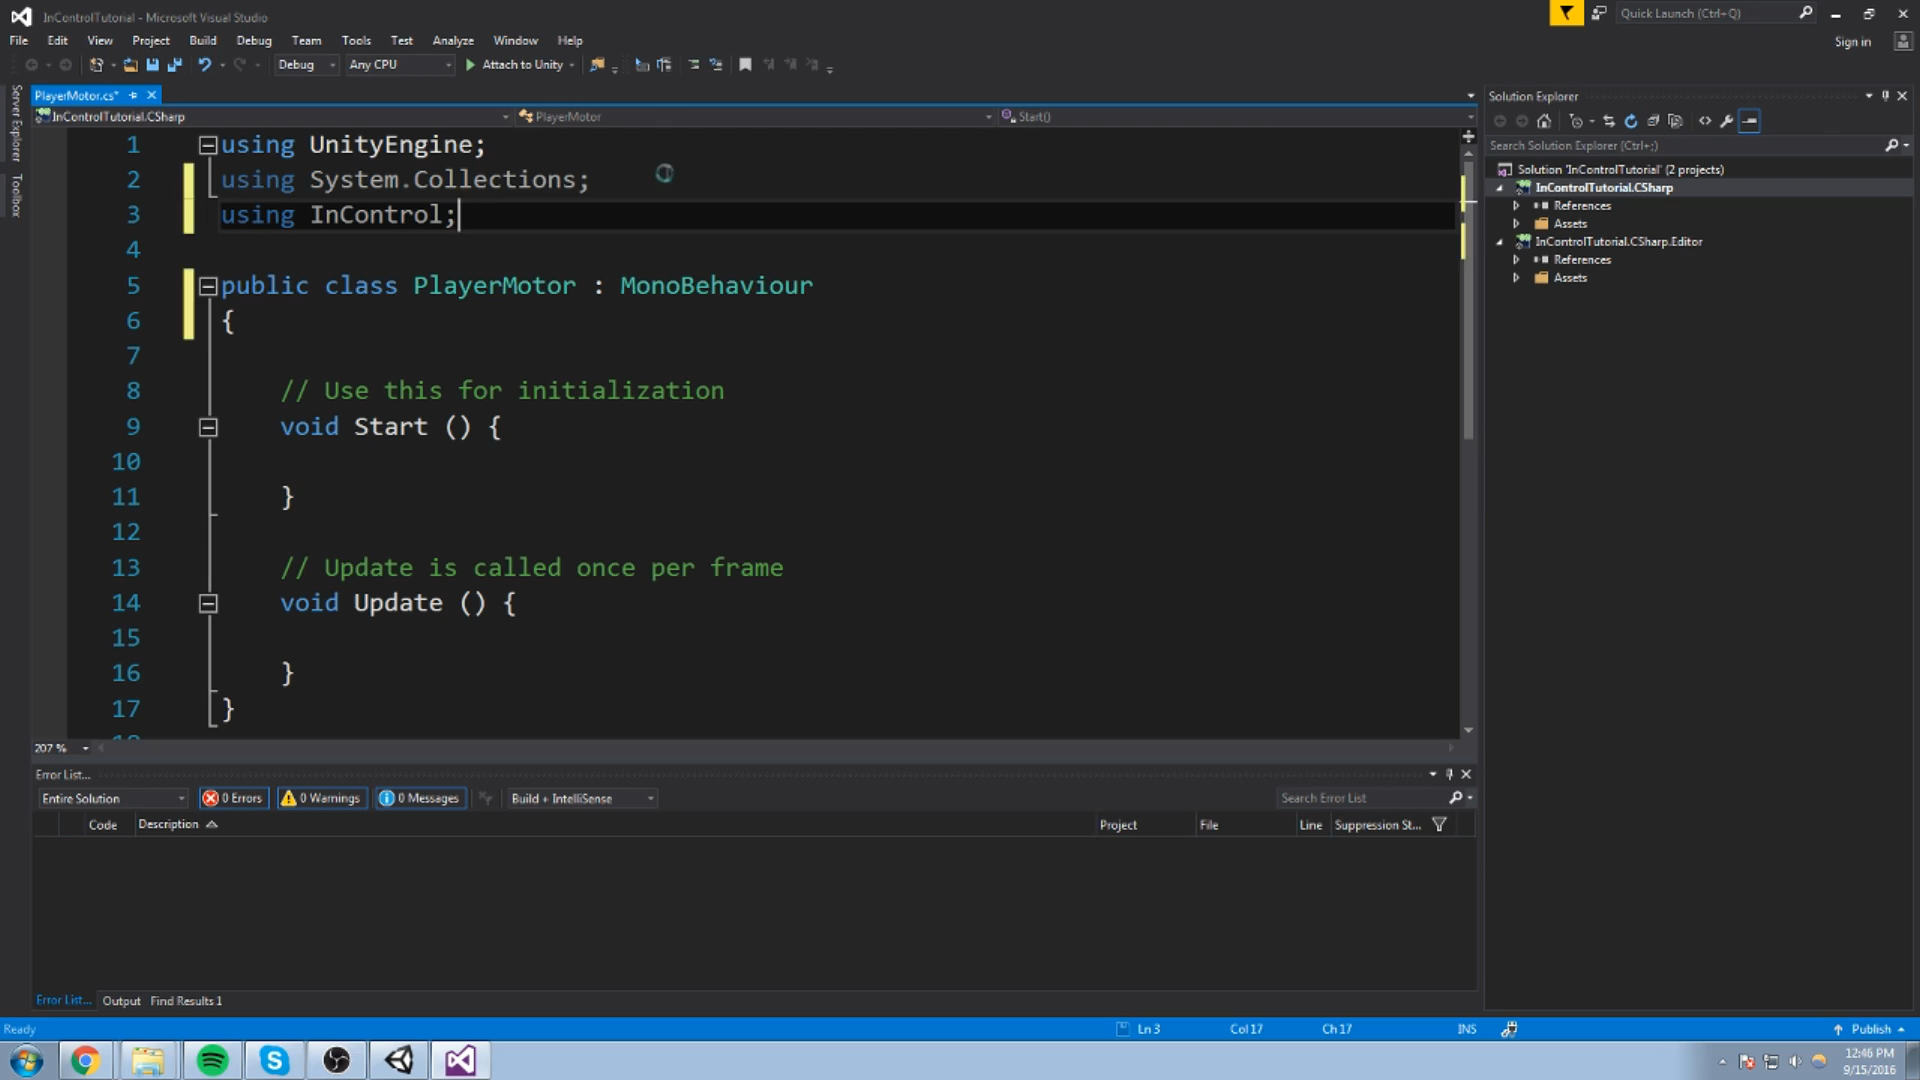 InControlTutorial - Microsoft Visual Studio
Quick Launch (Ctrl+Q)
File Edit View Project Build Debug Team Tools Test Analyze Window Help
Sign in
Debug Any CPU Attach to Unity
Server Explorer
Toolbox
PlayerMotor.cs*
InControlTutorial.CSharp PlayerMotor Start()
1 using UnityEngine;
2 using System.Collections;
3 using InControl;
4
5 public class PlayerMotor : MonoBehaviour
6 {
7
8 // Use this for initialization
9 void Start () {
10
11 }
12
13 // Update is called once per frame
14 void Update () {
15
16 }
17 }
207 %
Solution Explorer
Search Solution Explorer (Ctrl+;)
Solution 'InControlTutorial' (2 projects)
InControlTutorial.CSharp
References
Assets
InControlTutorial.CSharp.Editor
References
Assets
Error List...
Entire Solution 0 Errors 0 Warnings 0 Messages Build + IntelliSense Search Error List
Code Description Project File Line Suppression St...
Error List... Output Find Results 1
Ready Ln 3 Col 17 Ch 17 INS Publish
12:46 PM
9/15/2016